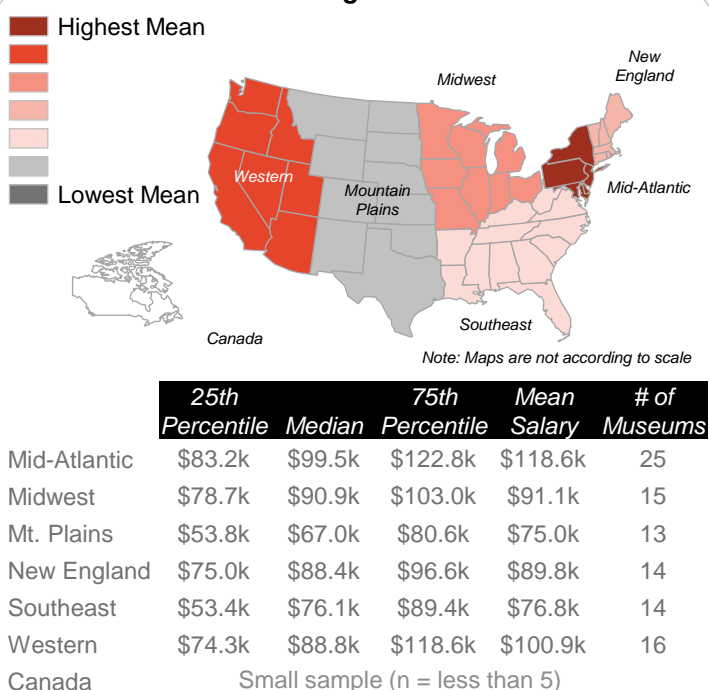 Highest Mean
Lowest Mean
New
England
Midwest
Western
Mountain
Plains
Mid-Atlantic
Southeast
Canada
Note: Maps are not according to scale
25th Percentile Median 75th Percentile Mean Salary # of Museums
Mid-Atlantic $83.2k $99.5k $122.8k $118.6k 25
Midwest $78.7k $90.9k $103.0k $91.1k 15
Mt. Plains $53.8k $67.0k $80.6k $75.0k 13
New England $75.0k $88.4k $96.6k $89.8k 14
Southeast $53.4k $76.1k $89.4k $76.8k 14
Western $74.3k $88.8k $118.6k $100.9k 16
Canada Small sample (n = less than 5)